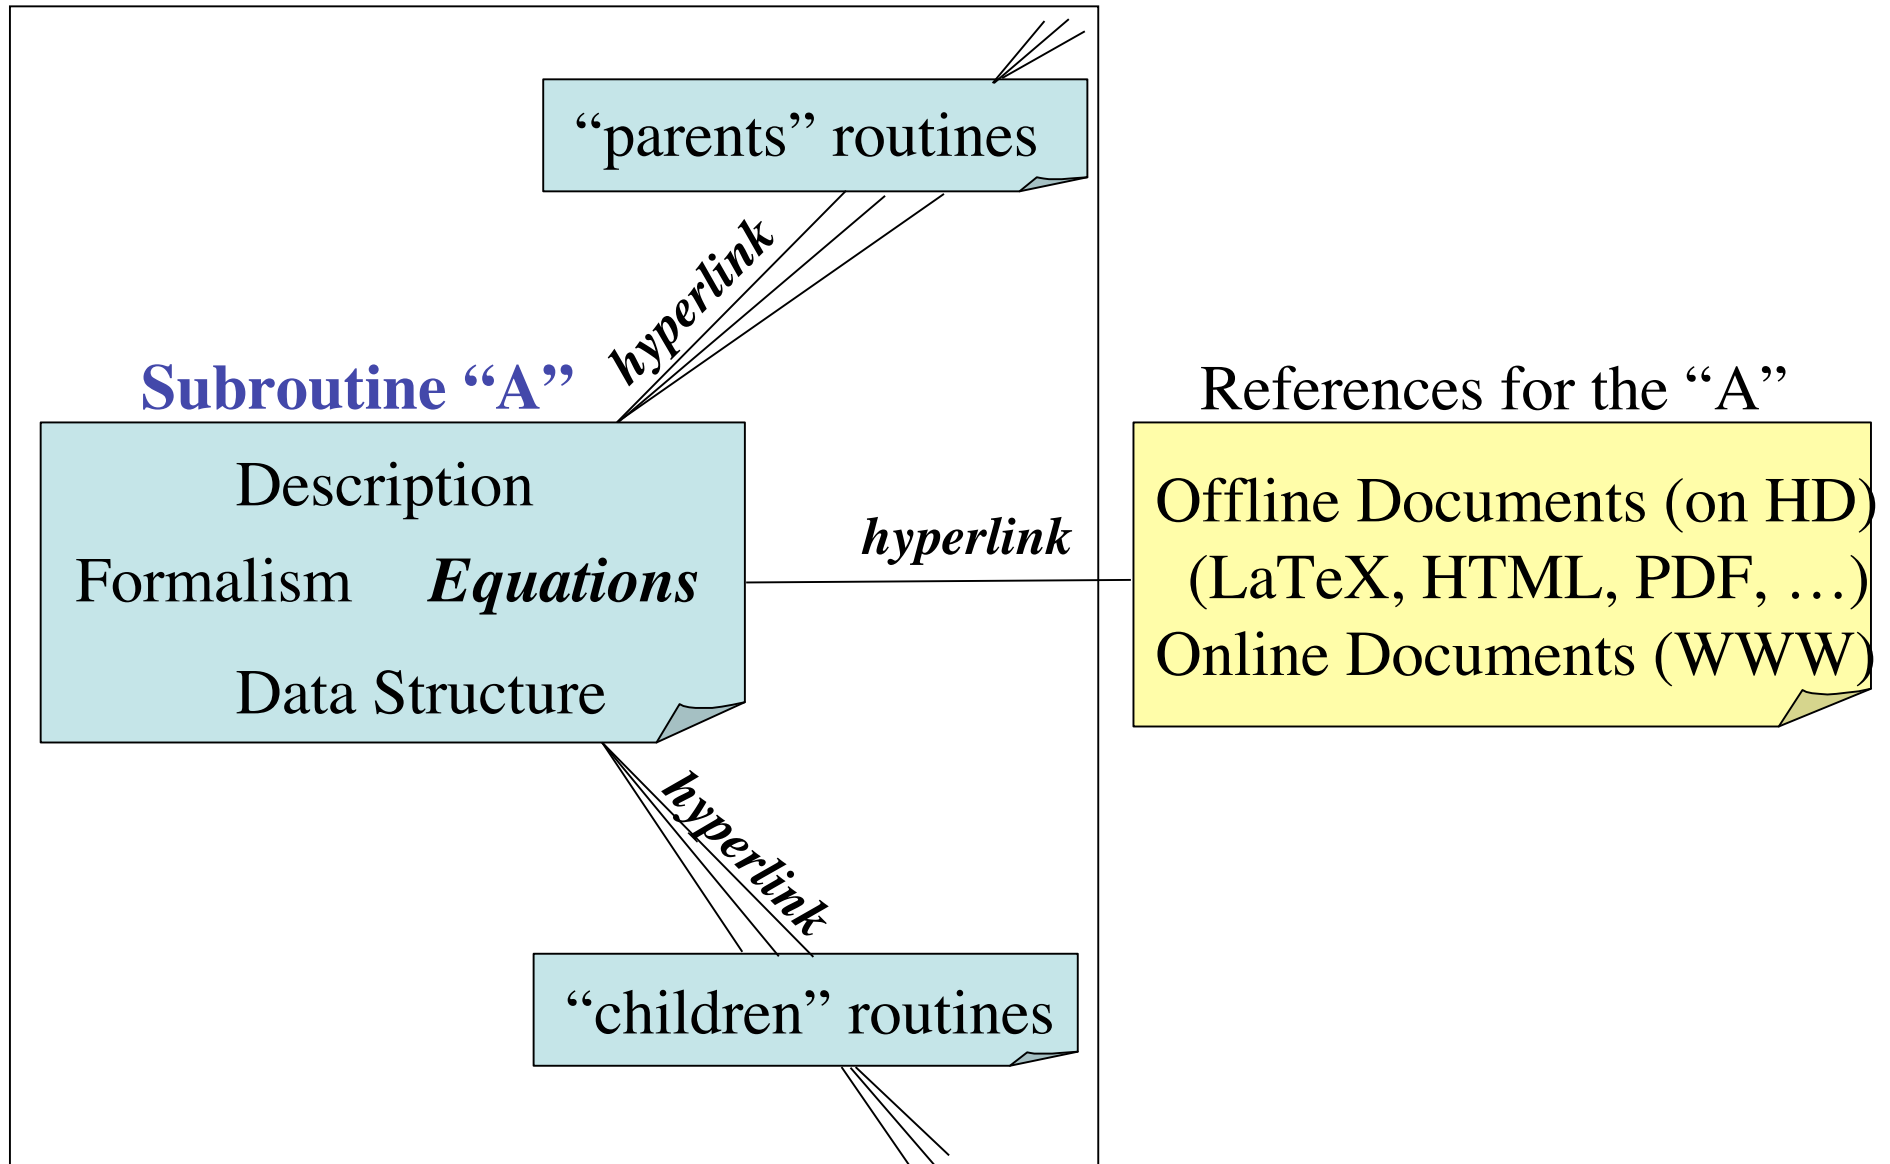 “parents” routines
hyperlink
Subroutine “A”
References for the “A”
Description
Formalism Equations
Data Structure
hyperlink
Offline Documents (on HD)
(LaTeX, HTML, PDF, …)
Online Documents (WWW)
hyperlink
“children” routines